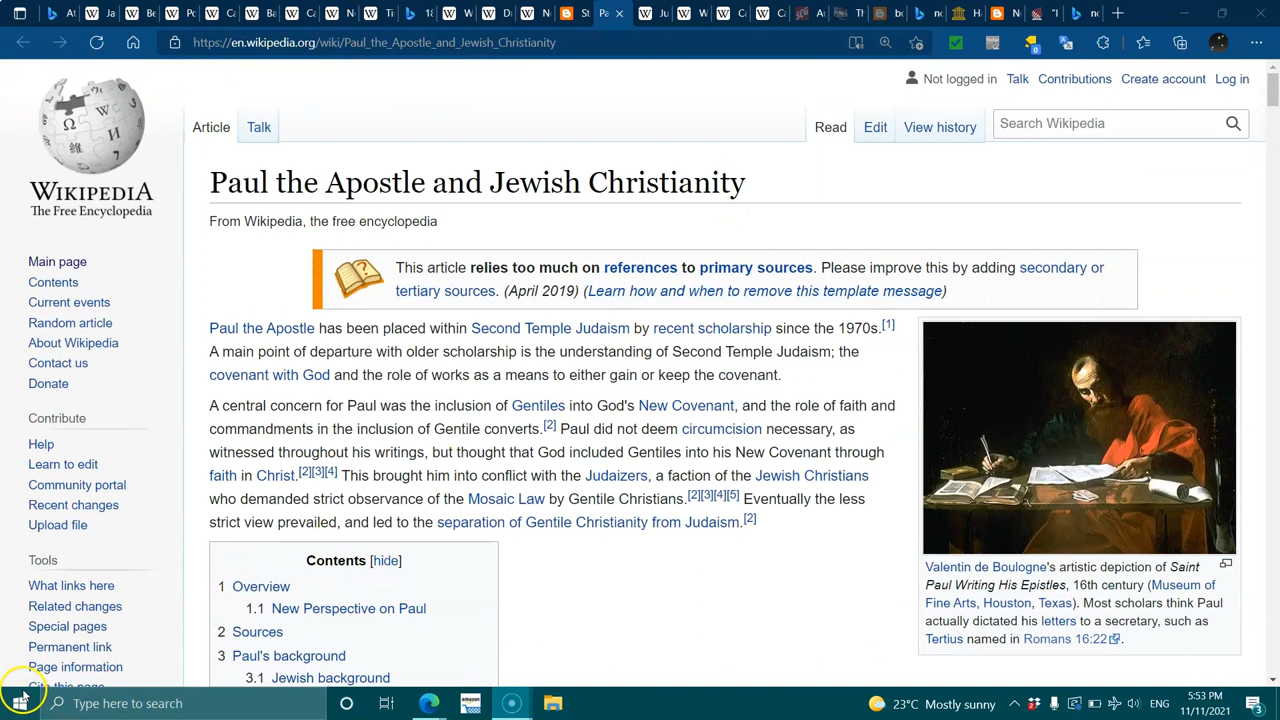 https://en.wikipedia.org/wiki/Paul_the_Apostle_and_Jewish_Christianity
Not logged in Talk Contributions Create account Log in
Article Talk Read Edit View history Search Wikipedia
WIKIPEDIA
The Free Encyclopedia
Main page
Contents
Current events
Random article
About Wikipedia
Contact us
Donate
Contribute
Help
Learn to edit
Community portal
Recent changes
Upload file
Tools
What links here
Related changes
Special pages
Permanent link
Page information
Cite this page
Paul the Apostle and Jewish Christianity
From Wikipedia, the free encyclopedia
This article relies too much on references to primary sources. Please improve this by adding secondary or
tertiary sources. (April 2019) (Learn how and when to remove this template message)
Paul the Apostle has been placed within Second Temple Judaism by recent scholarship since the 1970s.[1]
A main point of departure with older scholarship is the understanding of Second Temple Judaism; the
covenant with God and the role of works as a means to either gain or keep the covenant.
A central concern for Paul was the inclusion of Gentiles into God's New Covenant, and the role of faith and
commandments in the inclusion of Gentile converts.[2] Paul did not deem circumcision necessary, as
witnessed throughout his writings, but thought that God included Gentiles into his New Covenant through
faith in Christ.[2][3][4] This brought him into conflict with the Judaizers, a faction of the Jewish Christians
who demanded strict observance of the Mosaic Law by Gentile Christians.[2][3][4][5] Eventually the less
strict view prevailed, and led to the separation of Gentile Christianity from Judaism.[2]
Contents [hide]
1 Overview
1.1 New Perspective on Paul
2 Sources
3 Paul's background
3.1 Jewish background
Valentin de Boulogne's artistic depiction of Saint
Paul Writing His Epistles, 16th century (Museum of
Fine Arts, Houston, Texas). Most scholars think Paul
actually dictated his letters to a secretary, such as
Tertius named in Romans 16:22.
Type here to search
amazon
23°C Mostly sunny
ENG
5:53 PM
11/11/2021
3